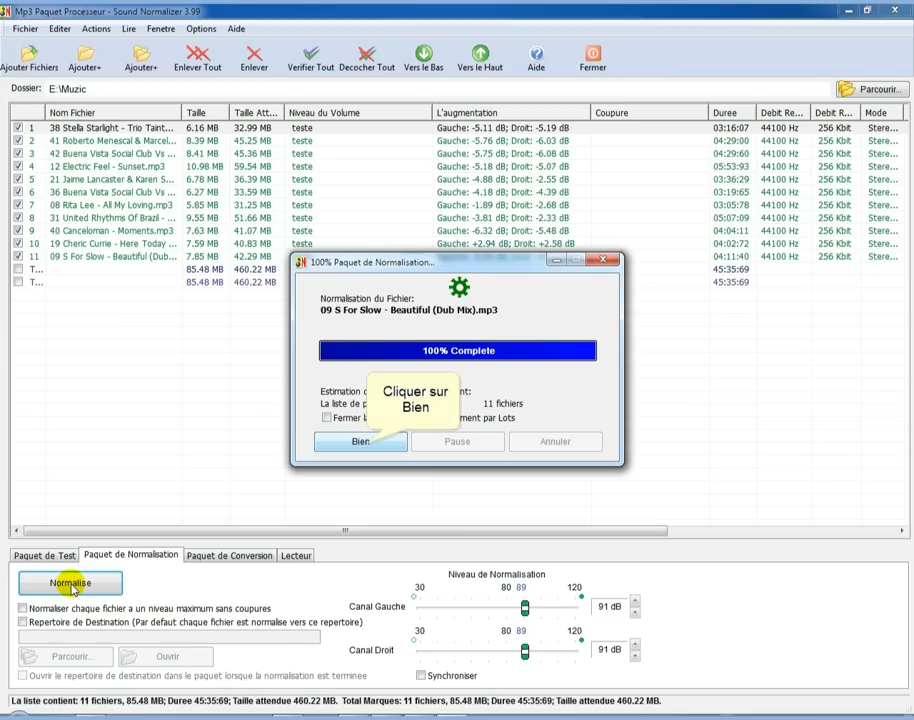 Mp3 Paquet Processeur - Sound Normalizer 3.99
Fichier Editer Actions Lire Fenetre Options Aide
Ajouter Fichiers Ajouter+ Ajouter+ Enlever Tout Enlever Verifier Tout Decocher Tout Vers le Bas Vers le Haut Aide Fermer
Dossier: E:\Muzic Parcourir...
Nom Fichier Taille Taille Att... Niveau du Volume L'augmentation Coupure Duree Debit Re... Debit R... Mode
1 38 Stella Starlight - Trio Taint... 6.16 MB 32.99 MB teste Gauche: -5.11 dB; Droit: -5.19 dB 03:16:07 44100 Hz 256 Kbit Stere...
2 41 Roberto Menescal & Marcel... 8.39 MB 45.25 MB teste Gauche: -5.76 dB; Droit: -6.03 dB 04:29:00 44100 Hz 256 Kbit Stere...
3 42 Buena Vista Social Club Vs ... 8.41 MB 45.36 MB teste Gauche: -5.75 dB; Droit: -6.08 dB 04:29:60 44100 Hz 256 Kbit Stere...
4 12 Electric Feel - Sunset.mp3 10.98 MB 59.54 MB teste Gauche: -5.18 dB; Droit: -5.07 dB 05:53:93 44100 Hz 256 Kbit Stere...
5 21 Jaime Lancaster & Karen S... 6.78 MB 36.39 MB teste Gauche: -4.88 dB; Droit: -2.55 dB 03:36:29 44100 Hz 256 Kbit Stere...
6 36 Buena Vista Social Club Vs ... 6.27 MB 33.59 MB teste Gauche: -4.18 dB; Droit: -4.39 dB 03:19:65 44100 Hz 256 Kbit Stere...
7 08 Rita Lee - All My Loving.mp3 5.85 MB 31.25 MB teste Gauche: -1.89 dB; Droit: -2.68 dB 03:05:78 44100 Hz 256 Kbit Stere...
8 31 United Rhythms Of Brazil - ... 9.55 MB 51.66 MB teste Gauche: -3.81 dB; Droit: -2.33 dB 05:07:09 44100 Hz 256 Kbit Stere...
9 40 Canceloman - Moments.mp3 7.63 MB 41.07 MB teste Gauche: -6.32 dB; Droit: -5.48 dB 04:04:11 44100 Hz 256 Kbit Stere...
10 19 Cheric Currie - Here Today ... 7.59 MB 40.83 MB teste Gauche: +2.94 dB; Droit: +2.58 dB 04:02:72 44100 Hz 256 Kbit Stere...
11 09 S For Slow - Beautiful (Dub... 7.85 MB 42.29 MB teste 04:11:40 44100 Hz 256 Kbit Stere...
T... 85.48 MB 460.22 MB 45:35:69
T... 85.48 MB 460.22 MB 45:35:69
100% Paquet de Normalisation...
Normalisation du Fichier:
09 S For Slow - Beautiful (Dub Mix).mp3
100% Complete
Cliquer sur
Bien
Estimation
La liste de 11 fichiers
Fermer ment par Lots
Bien Pause Annuler
Paquet de Test Paquet de Normalisation Paquet de Conversion Lecteur
Normalise
Normaliser chaque fichier a un niveau maximum sans coupures
Repertoire de Destination (Par defaut chaque fichier est normalise vers ce repertoire)
Parcourir... Ouvrir
Ouvrir le repertoire de destination dans le paquet lorsque la normalisation est terminee
Niveau de Normalisation
30 80 89 120
Canal Gauche 91 dB
30 80 89 120
Canal Droit 91 dB
Synchroniser
La liste contient: 11 fichiers, 85.48 MB; Duree 45:35:69; Taille attendue 460.22 MB. Total Marques: 11 fichiers, 85.48 MB; Duree 45:35:69; Taille attendue 460.22 MB.